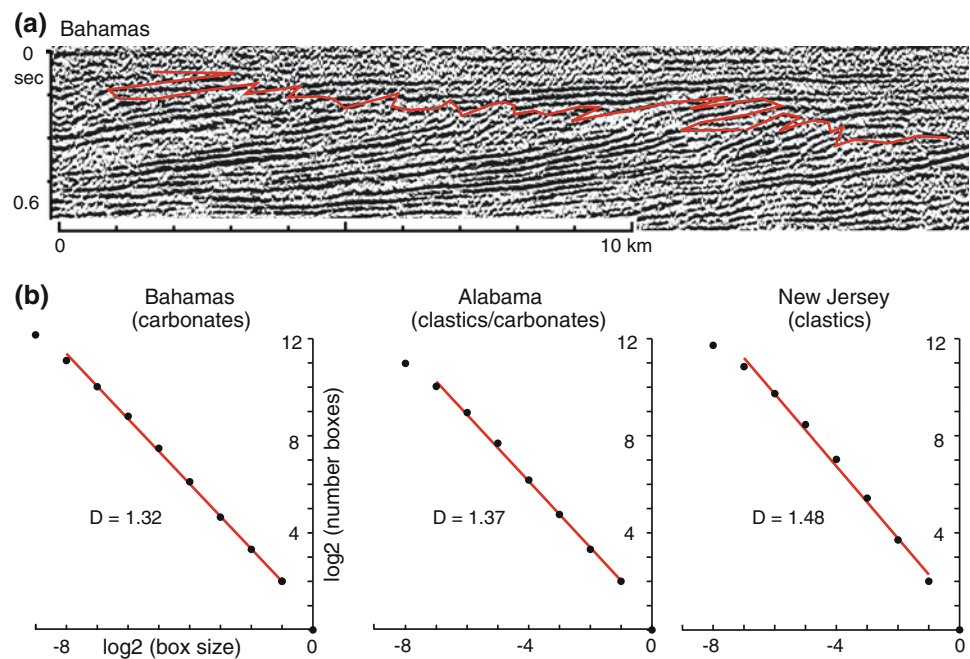 (a) Bahamas
0
sec
0.6
0 10 km
(b)
Bahamas
(carbonates)
Alabama
(clastics/carbonates)
New Jersey
(clastics)
12
8
4
D = 1.32
-8 0
log2 (box size)
log2 (number boxes)
12
8
4
D = 1.37
-8 -4 0
12
8
4
D = 1.48
-8 -4 0